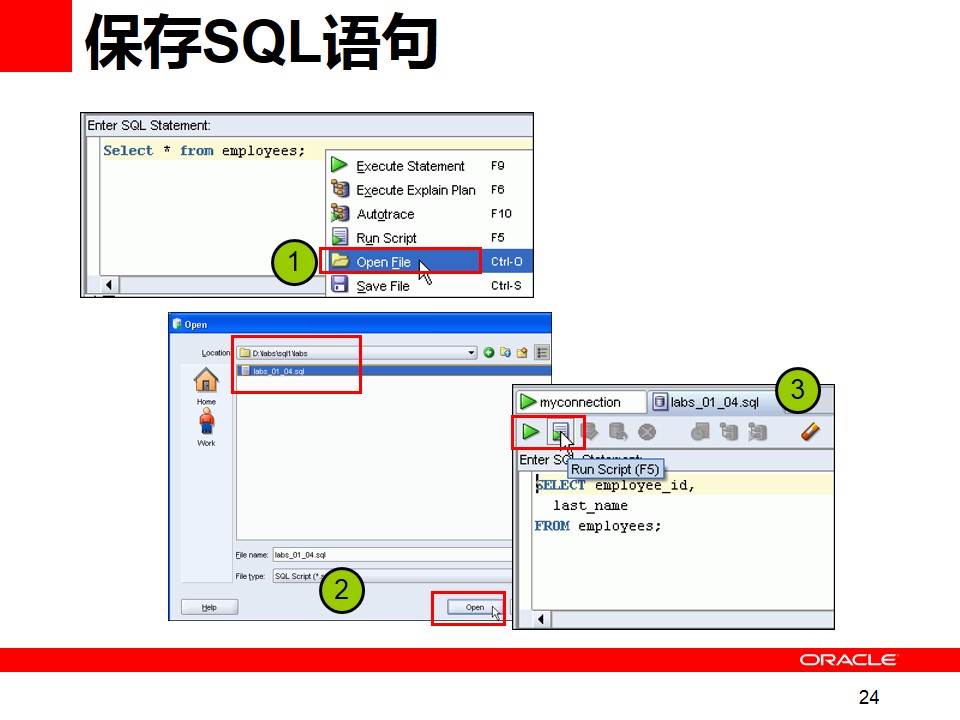 保存SQL语句
Enter SQL Statement:
Select * from employees;
Execute Statement F9
Execute Explain Plan F6
Autotrace F10
Run Script F5
1
Open File Ctrl-O
Save File Ctrl-S
Open
Location:
D:\labs\sql1\labs
labs_01_04.sql
Home
Work
File name: labs_01_04.sql
File type: SQL Script (*.s
2
Help
Open
3
myconnection
labs_01_04.sql
Enter SQL Statement:
Run Script (F5)
SELECT employee_id,
last_name
FROM employees;
ORACLE
24